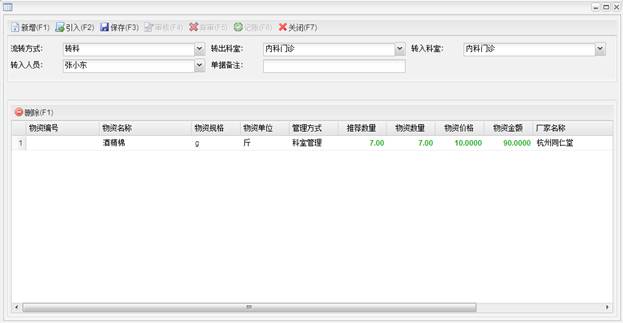 新增(F1) 引入(F2) 保存(F3) 审核(F4) 弃审(F5) 记账(F6) 关闭(F7)
流转方式: 转科 转出科室: 内科门诊 转入科室: 内科门诊
转入人员: 张小东 单据备注:
删除(F1)
物资编号 物资名称 物资规格 物资单位 管理方式 推荐数量 物资数量 物资价格 物资金额 厂家名称
1 酒精棉 g 斤 科室管理 7.00 7.00 10.0000 90.0000 杭州同仁堂